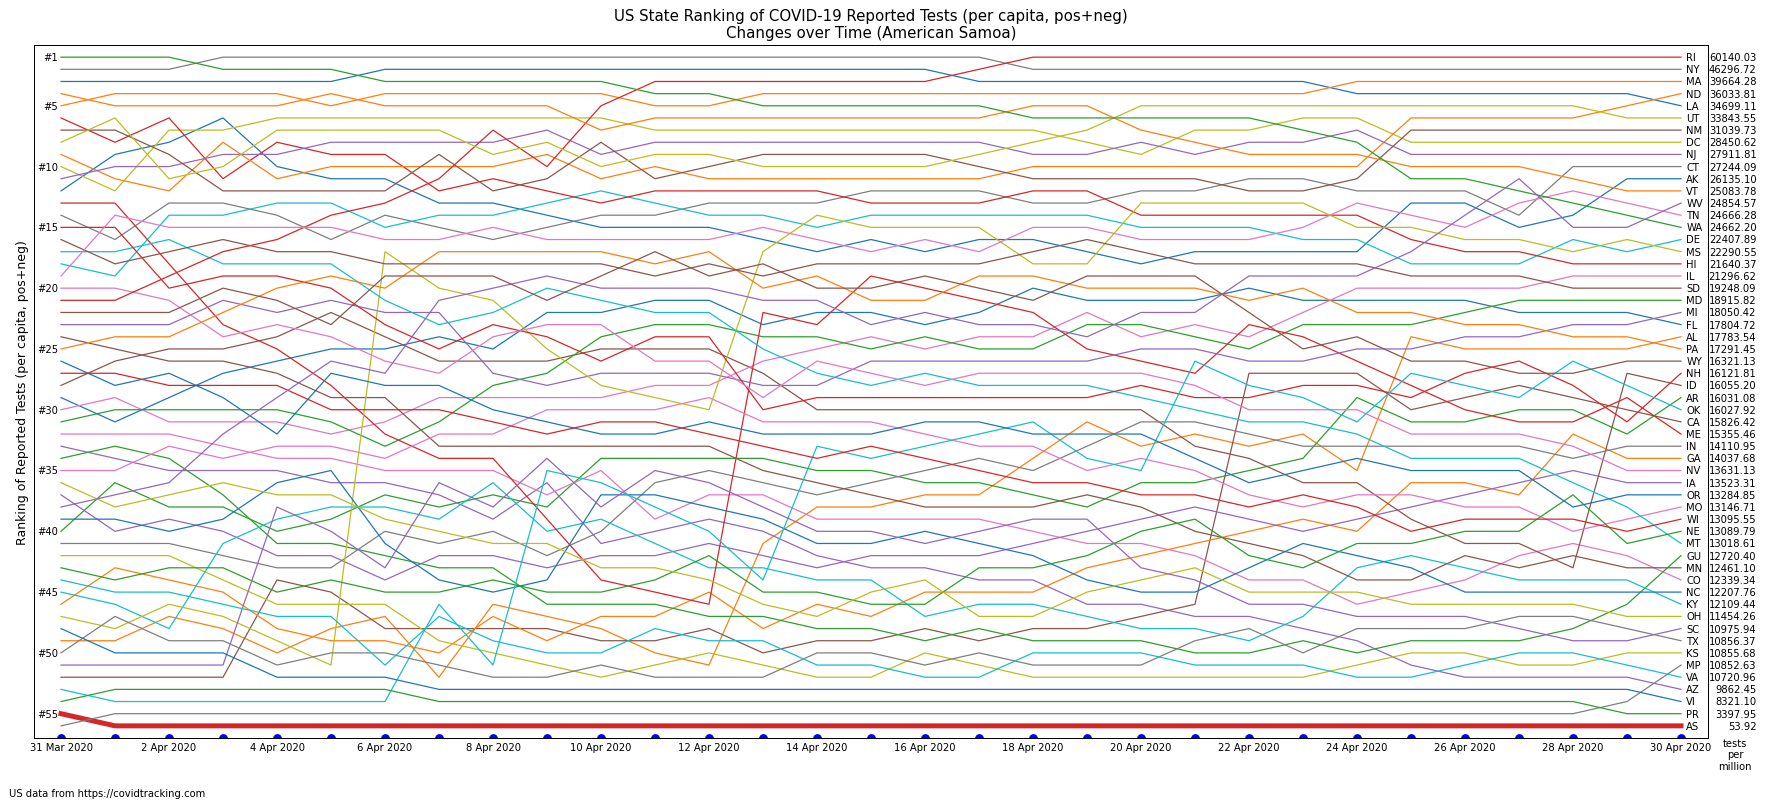 US State Ranking of COVID-19 Reported Tests (per capita, pos+neg)
Changes over Time (American Samoa)
Ranking of Reported Tests (per capita, pos+neg)
#1
#5
#10
#15
#20
#25
#30
#35
#40
#45
#50
#55
RI 60140.03
NY 46296.72
MA 39664.28
ND 36033.81
LA 34699.11
UT 33843.55
NM 31039.73
DC 28450.62
NJ 27911.81
CT 27244.09
AK 26135.10
VT 25083.78
WV 24854.57
TN 24666.28
WA 24662.20
DE 22407.89
MS 22290.55
HI 21640.37
IL 21296.62
SD 19248.09
MD 18915.82
MI 18050.42
FL 17804.72
AL 17783.54
PA 17291.45
WY 16321.13
NH 16121.81
ID 16055.20
AR 16031.08
OK 16027.92
CA 15826.42
ME 15355.46
IN 14110.95
GA 14037.68
NV 13631.13
IA 13523.31
OR 13284.85
MO 13146.71
WI 13095.55
NE 13089.79
MT 13018.61
GU 12720.40
MN 12461.10
CO 12339.34
NC 12207.76
KY 12109.44
OH 11454.26
SC 10975.94
TX 10856.37
KS 10855.68
MP 10852.63
VA 10720.96
AZ 9862.45
VI 8321.10
PR 3397.95
AS 53.92
31 Mar 2020 2 Apr 2020 4 Apr 2020 6 Apr 2020 8 Apr 2020 10 Apr 2020 12 Apr 2020 14 Apr 2020 16 Apr 2020 18 Apr 2020 20 Apr 2020 22 Apr 2020 24 Apr 2020 26 Apr 2020 28 Apr 2020 30 Apr 2020
tests
per
million
US data from https://covidtracking.com